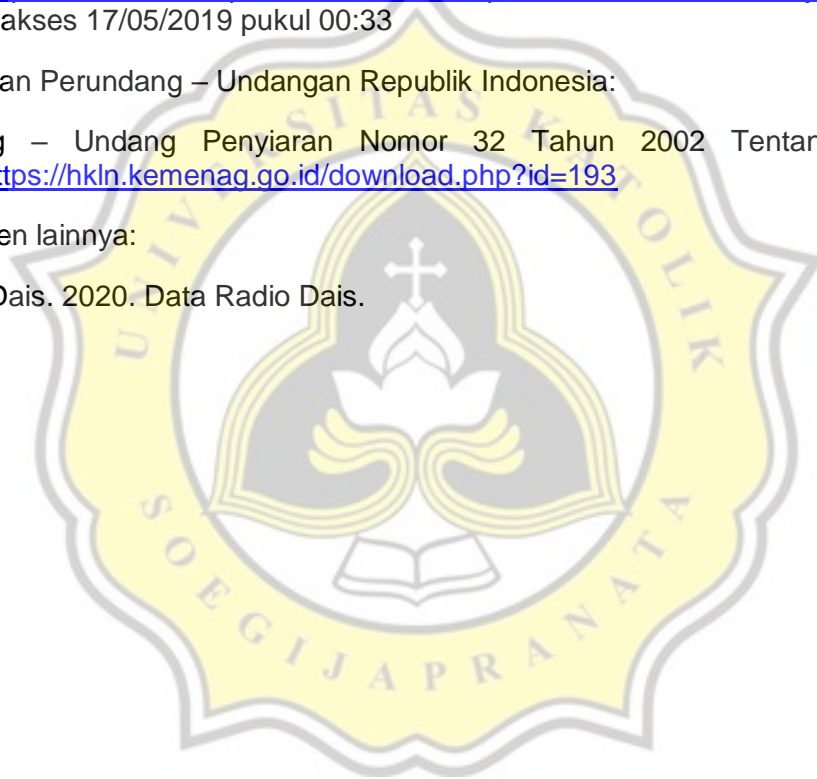 akses 17/05/2019 pukul 00:33
an Perundang – Undangan Republik Indonesia:
g – Undang Penyiaran Nomor 32 Tahun 2002 Tentan
ttps://hkln.kemenag.go.id/download.php?id=193
en lainnya:
Dais. 2020. Data Radio Dais.
UNIVERSITAS KATOLIK
SOEGIJAPRANATA